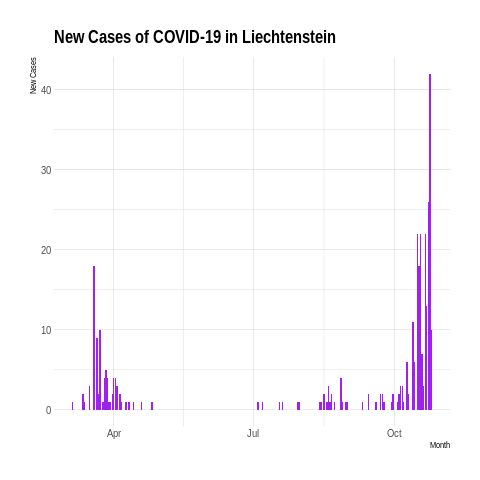 New Cases of COVID-19 in Liechtenstein
New Cases
40
30
20
10
0
Apr
Jul
Oct
Month